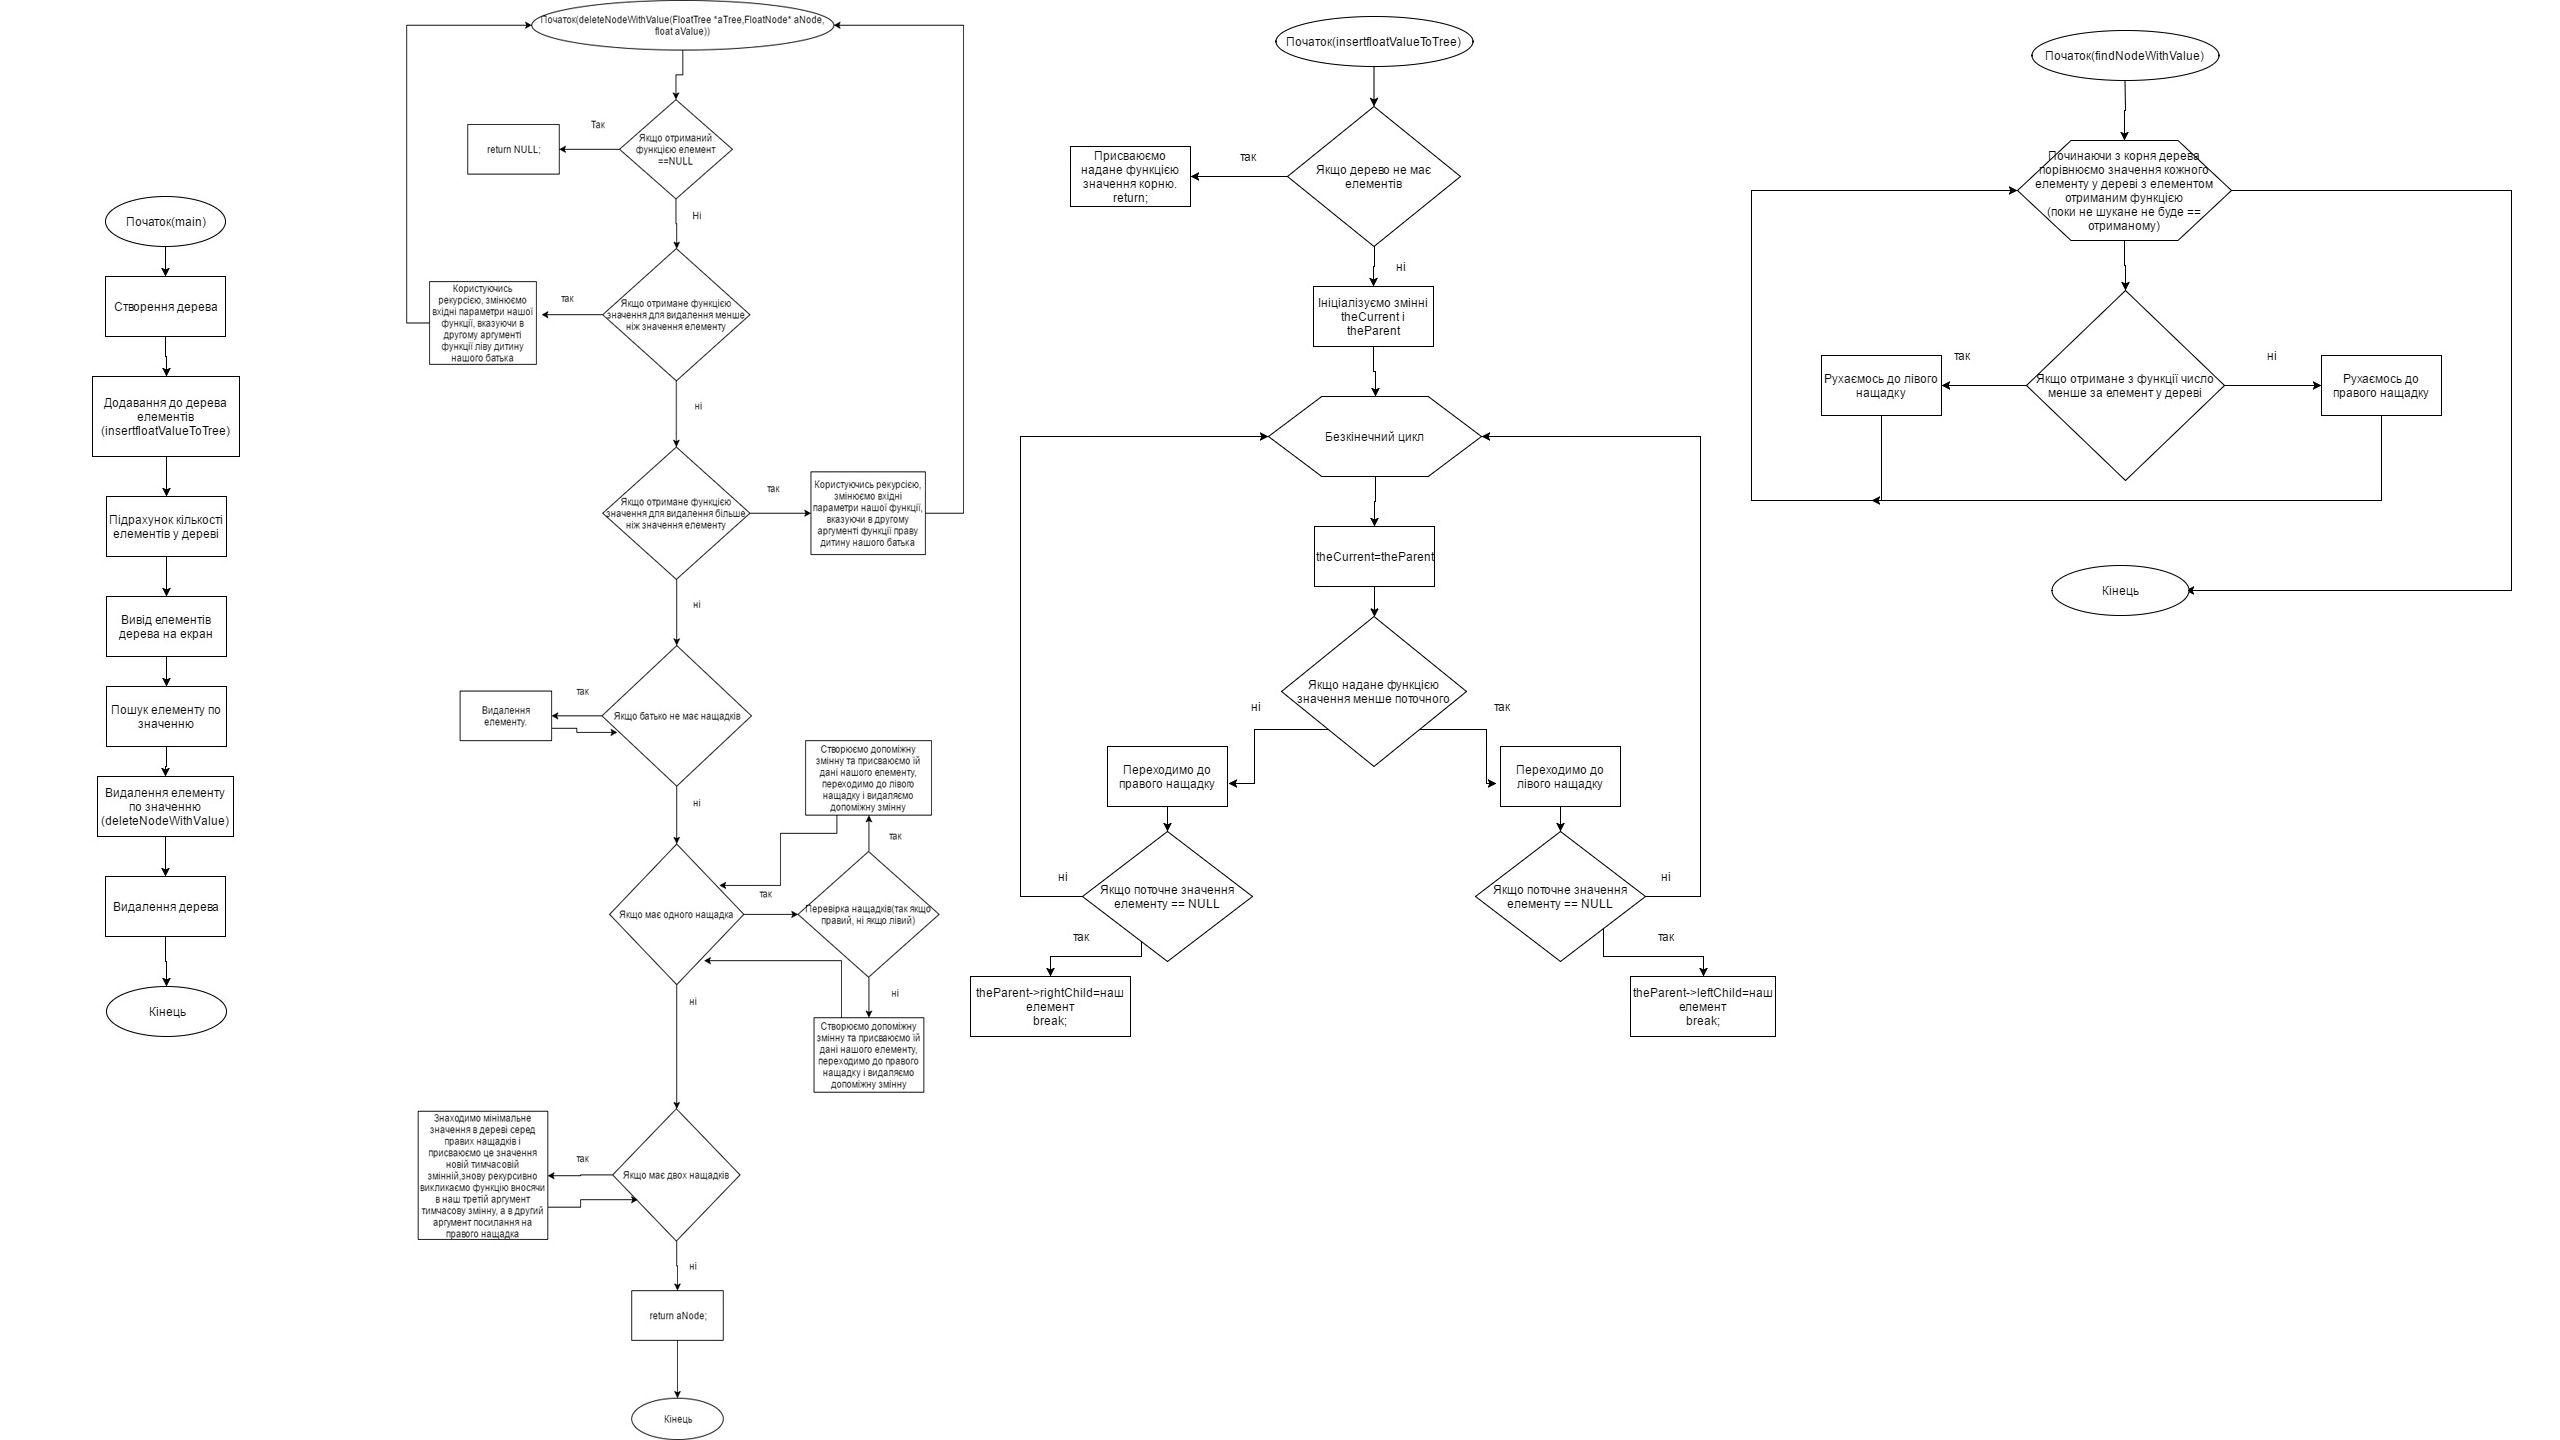 Початок(main)
Створення дерева
Додавання до дерева
елементів
(insertfloatValueToTree)
Підрахунок кількості
елементів у дереві
Вивід елементів
дерева на екран
Пошук елементу по
значенню
Видалення елементу
по значенню
(deleteNodeWithValue)
Видалення дерева
Кінець
Початок(deleteNodeWithValue(FloatTree *aTree,FloatNode* aNode,
float aValue))
Якщо отриманий
функцією елемент
==NULL
Так
return NULL;
Ні
Якщо отримане функцією
значення для видалення менше
ніж значення елементу
так
Користуючись
рекурсією, змінюємо
вхідні параметри нашої
функції, вказуючи в
другому аргументі
функції ліву дитину
нашого батька
ні
Якщо отримане функцією
значення для видалення більше
ніж значення елементу
так
Користуючись рекурсією,
змінюємо вхідні
параметри нашої функції,
вказуючи в другому
аргументі функції праву
дитину нашого батька
ні
Якщо батько не має нащадків
так
Видалення
елементу.
ні
Якщо має одного нащадка
так
Перевірка нащадків(так якщо
правий, ні якщо лівий)
так
Створюємо допоміжну
змінну та присваюємо їй
дані нашого елементу,
переходимо до лівого
нащадку і видаляємо
допоміжну змінну
ні
Створюємо допоміжну
змінну та присваюємо їй
дані нашого елементу,
переходимо до правого
нащадку і видаляємо
допоміжну змінну
ні
Якщо має двох нащадків
так
Знаходимо мінімальне
значення в дереві серед
правих нащадків і
присваюємо це значення
новій тимчасовій
змінній,знову рекурсивно
викликаємо функцію вносячи
в наш третій аргумент
тимчасову змінну, а в другий
аргумент посилання на
правого нащадка
ні
return aNode;
Кінець
Початок(insertfloatValueToTree)
Якщо дерево не має
елементів
так
Присваюємо
надане функцією
значення корню.
return;
ні
Ініціалізуємо змінні
theCurrent і
theParent
Безкінечний цикл
theCurrent=theParent
Якщо надане функцією
значення менше поточного
ні
так
Переходимо до
правого нащадку
Переходимо до
лівого нащадку
Якщо поточне значення
елементу == NULL
ні
так
theParent->rightChild=наш
елемент
break;
Якщо поточне значення
елементу == NULL
ні
так
theParent->leftChild=наш
елемент
break;
Початок(findNodeWithValue)
Починаючи з корня дерева
порівнюємо значення кожного
елементу у дереві з елементом
отриманим функцією
(поки не шукане не буде ==
отриманому)
Якщо отримане з функції число
менше за елемент у дереві
так
Рухаємось до лівого
нащадку
ні
Рухаємось до
правого нащадку
Кінець